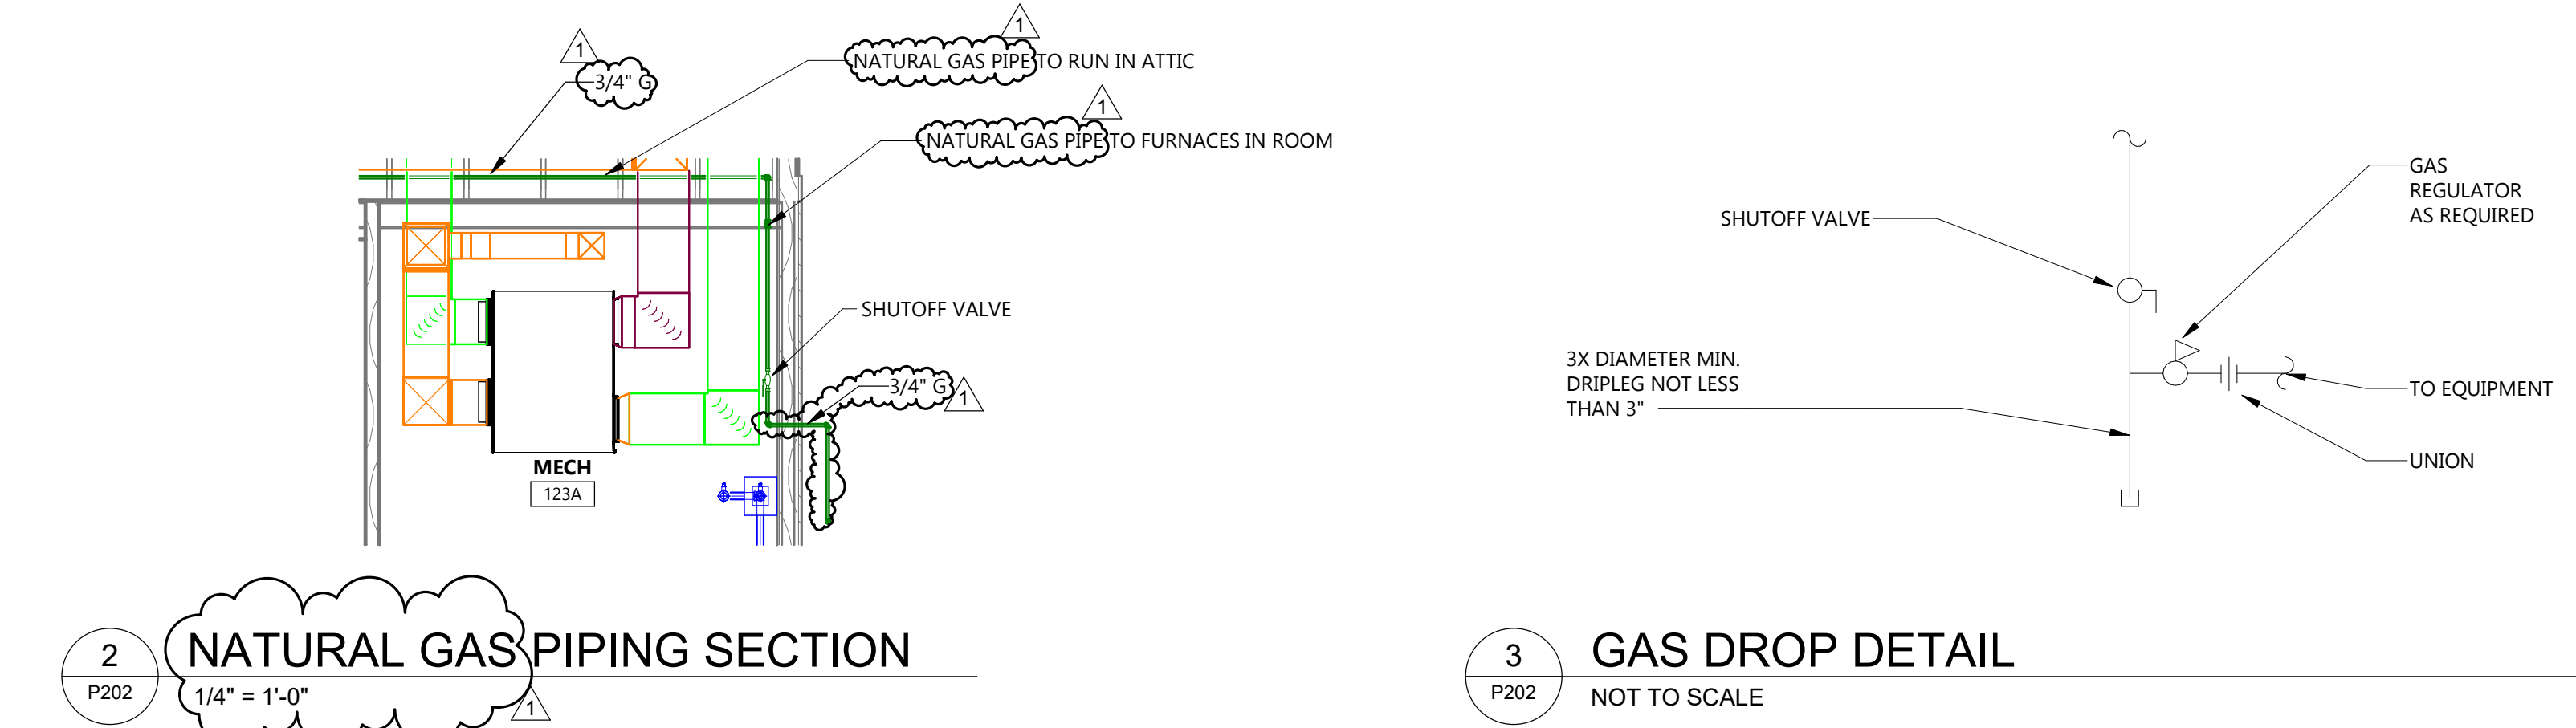 1
3/4" G
1
NATURAL GAS PIPE TO RUN IN ATTIC
1
NATURAL GAS PIPE TO FURNACES IN ROOM
SHUTOFF VALVE
3/4" G
1
MECH
123A
2
P202
NATURAL GAS PIPING SECTION
1/4" = 1'-0"
1
SHUTOFF VALVE
GAS
REGULATOR
AS REQUIRED
3X DIAMETER MIN.
DRIPLEG NOT LESS
THAN 3"
TO EQUIPMENT
UNION
3
P202
GAS DROP DETAIL
NOT TO SCALE